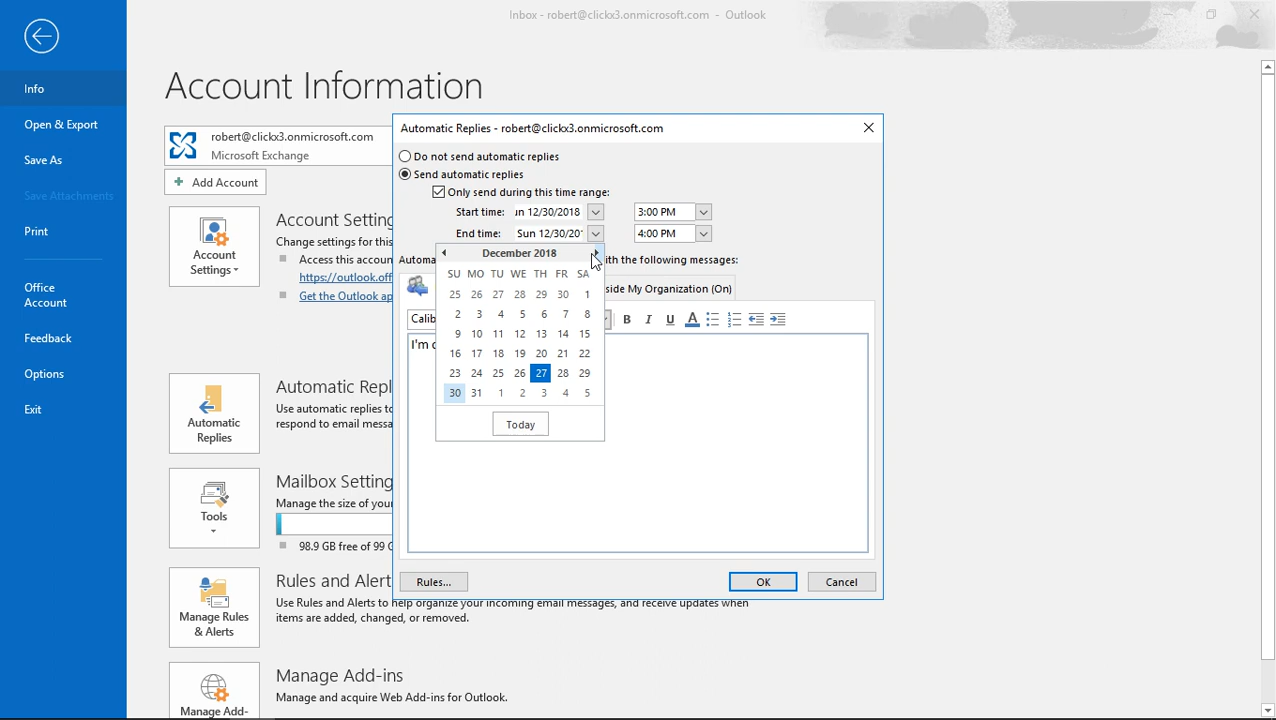 Inbox - robert@clickx3.onmicrosoft.com - Outlook
Info
Open & Export
Save As
Save Attachments
Print
Office
Account
Feedback
Options
Exit
Account Information
robert@clickx3.onmicrosoft.com
Microsoft Exchange
+ Add Account
Account
Settings
Account Setting
Change settings for this
Access this accoun
https://outlook.off
Get the Outlook ap
Automatic
Replies
Automatic Repl
Use automatic replies to
respond to email messa
Tools
Mailbox Setting
Manage the size of your
98.9 GB free of 99 G
Manage Rules
& Alerts
Rules and Alert
Use Rules and Alerts to help organize your incoming email messages, and receive updates when
items are added, changed, or removed.
Manage Add-
Manage Add-ins
Manage and acquire Web Add-ins for Outlook.
Automatic Replies - robert@clickx3.onmicrosoft.com
Do not send automatic replies
Send automatic replies
Only send during this time range:
Start time: un 12/30/2018 3:00 PM
End time: Sun 12/30/201 4:00 PM
Automa with the following messages:
side My Organization (On)
Calib B I U A
I'm o
December 2018
SU MO TU WE TH FR SA
25 26 27 28 29 30 1
2 3 4 5 6 7 8
9 10 11 12 13 14 15
16 17 18 19 20 21 22
23 24 25 26 27 28 29
30 31 1 2 3 4 5
Today
Rules... OK Cancel